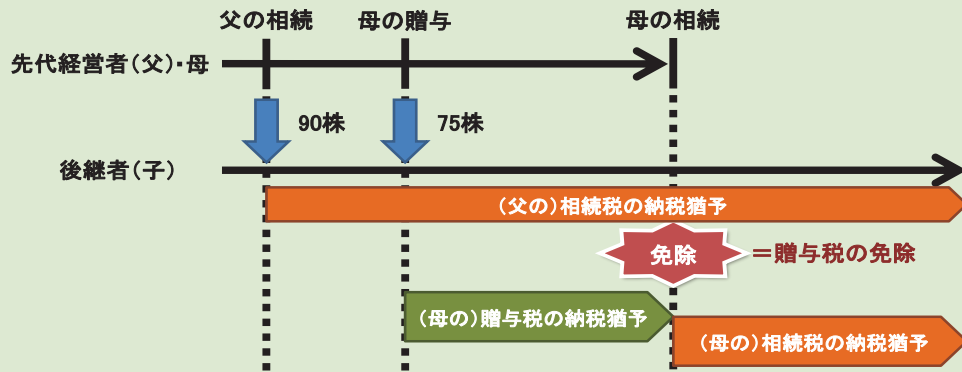 父の相続
母の贈与
母の相続
先代経営者(父)・母
90株
75株
後継者(子)
(父の)相続税の納税猶予
免除
=贈与税の免除
(母の)贈与税の納税猶予
(母の)相続税の納税猶予